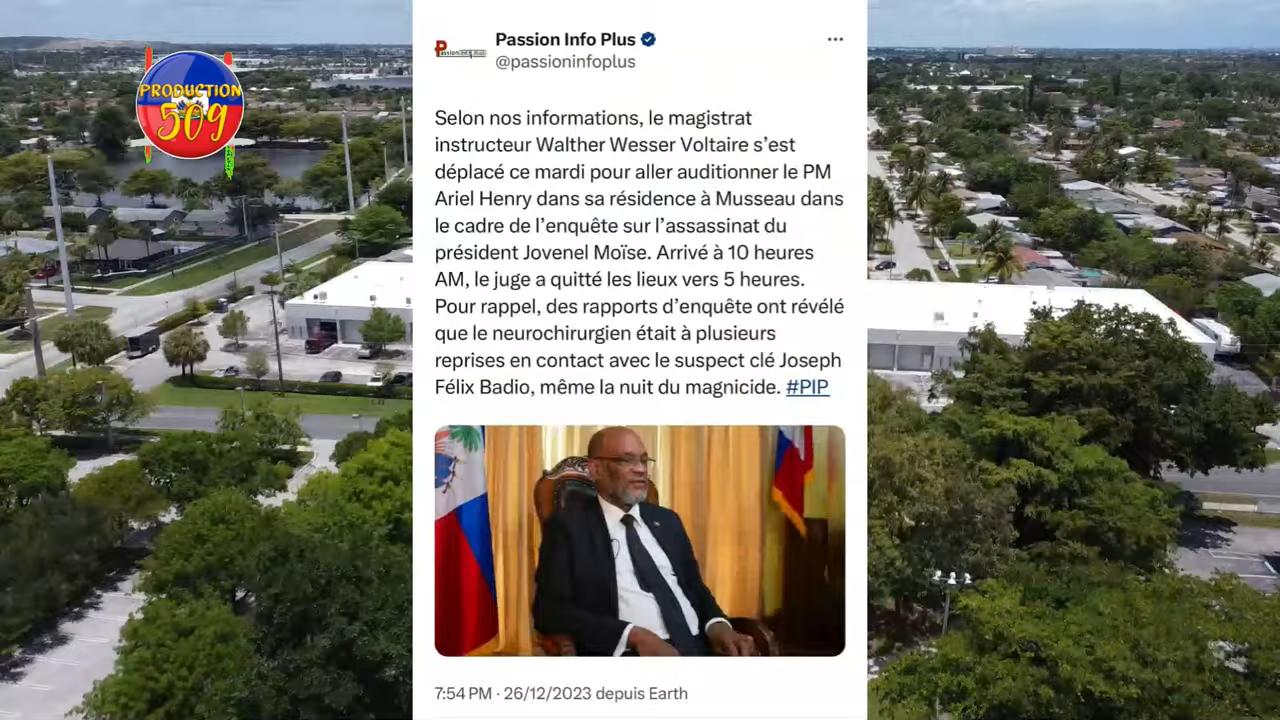 PRODUCTION
509
Passion Info Plus
@passioninfoplus
Selon nos informations, le magistrat
instructeur Walther Wesser Voltaire s’est
déplacé ce mardi pour aller auditionner le PM
Ariel Henry dans sa résidence à Musseau dans
le cadre de l’enquête sur l’assassinat du
président Jovenel Moïse. Arrivé à 10 heures
AM, le juge a quitté les lieux vers 5 heures.
Pour rappel, des rapports d’enquête ont révélé
que le neurochirurgien était à plusieurs
reprises en contact avec le suspect clé Joseph
Félix Badio, même la nuit du magnicide. #PIP
7:54 PM · 26/12/2023 depuis Earth